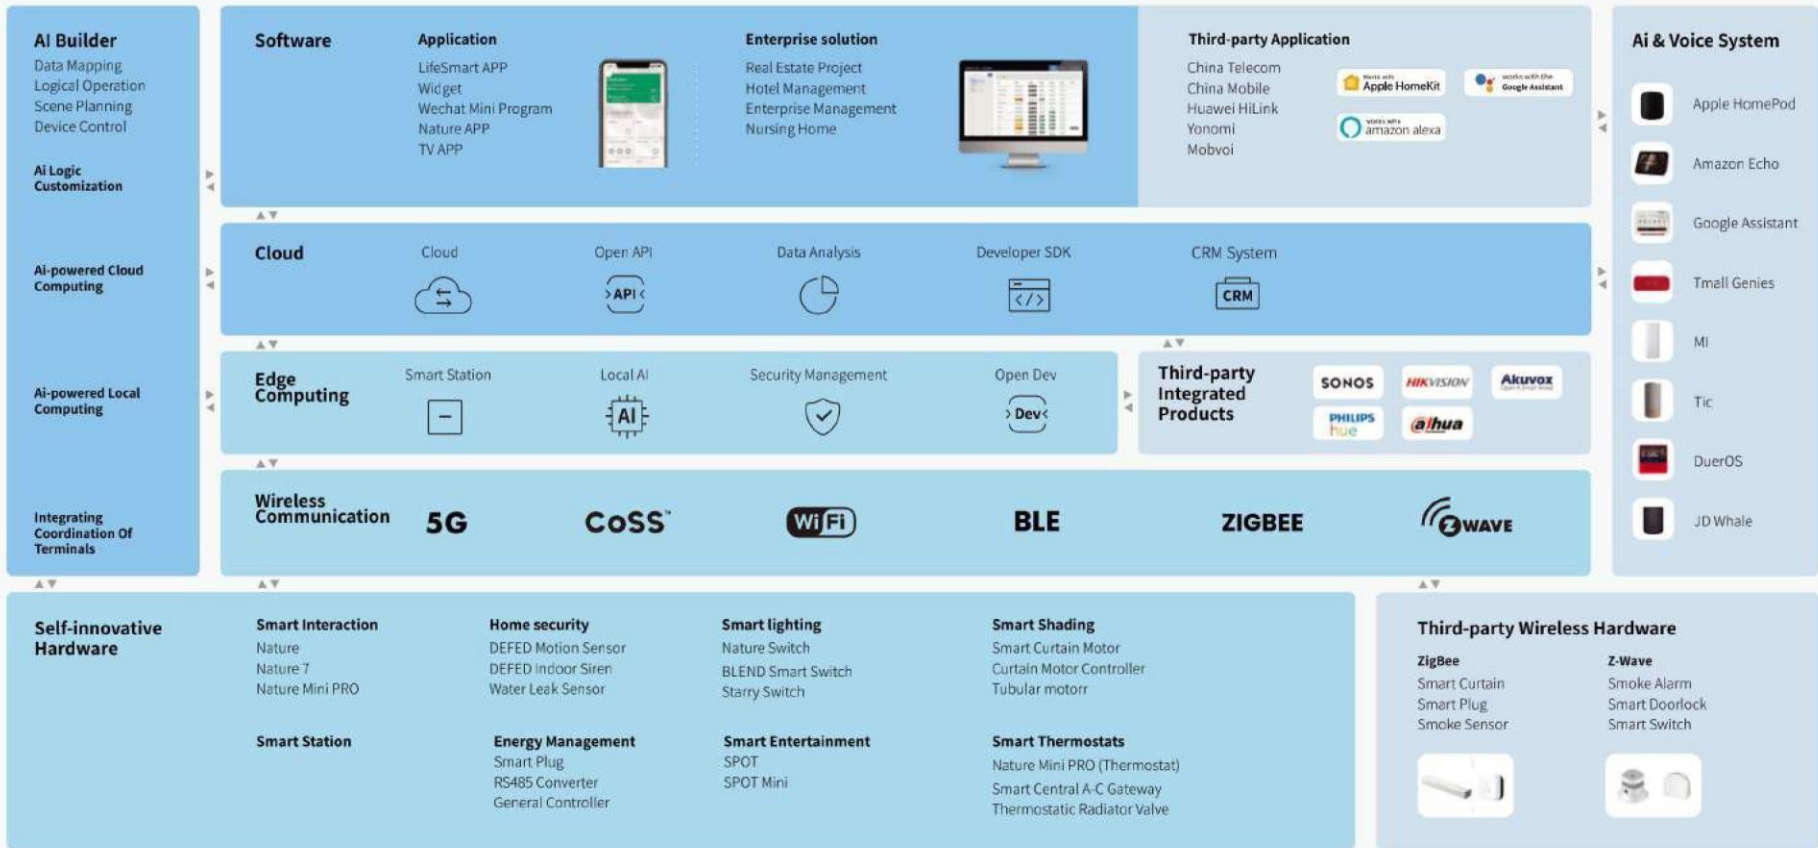 AI Builder
Data Mapping
Logical Operation
Scene Planning
Device Control
Ai Logic
Customization
Ai-powered Cloud
Computing
Ai-powered Local
Computing
Integrating
Coordination Of
Terminals
Software
Application
LifeSmart APP
Widget
Wechat Mini Program
Nature APP
TV APP
Enterprise solution
Real Estate Project
Hotel Management
Enterprise Management
Nursing Home
Third-party Application
China Telecom
China Mobile
Huawei HiLink
Yonomi
Mobvoi
Works with
Apple HomeKit
works with the
Google Assistant
works with
amazon alexa
Cloud
Cloud
Open API
API
Data Analysis
Developer SDK
</>
CRM System
CRM
Edge
Computing
Smart Station
Local AI
AI
Security Management
Open Dev
Dev
Third-party
Integrated
Products
SONOS
HIKVISION
Akuvox
PHILIPS
hue
alhua
Wireless
Communication
5G
CoSS™
WiFi
BLE
ZIGBEE
Z WAVE
Ai & Voice System
Apple HomePod
Amazon Echo
Google Assistant
Tmall Genies
MI
Tic
DuerOS
JD Whale
Self-innovative
Hardware
Smart Interaction
Nature
Nature 7
Nature Mini PRO
Home security
DEFED Motion Sensor
DEFED Indoor Siren
Water Leak Sensor
Smart lighting
Nature Switch
BLEND Smart Switch
Starry Switch
Smart Shading
Smart Curtain Motor
Curtain Motor Controller
Tubular motorr
Smart Station
Energy Management
Smart Plug
RS485 Converter
General Controller
Smart Entertainment
SPOT
SPOT Mini
Smart Thermostats
Nature Mini PRO (Thermostat)
Smart Central A-C Gateway
Thermostatic Radiator Valve
Third-party Wireless Hardware
ZigBee
Smart Curtain
Smart Plug
Smoke Sensor
Z-Wave
Smoke Alarm
Smart Doorlock
Smart Switch